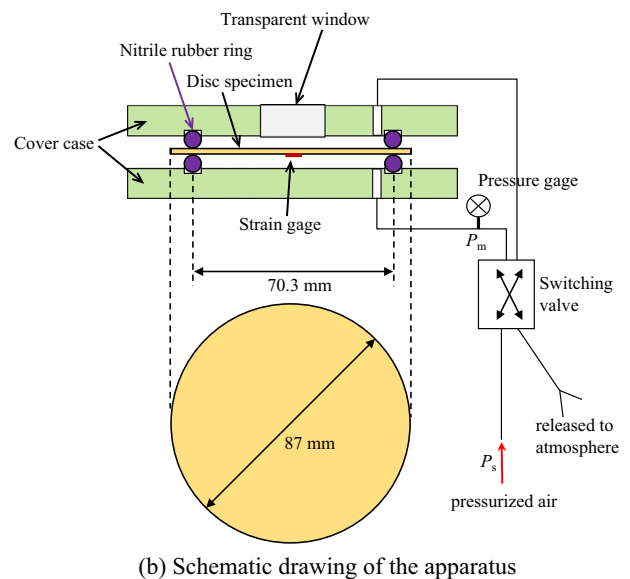 Transparent window
Nitrile rubber ring
Disc specimen
Cover case
Pressure gage
Strain gage
Pm
70.3 mm
Switching
valve
87 mm
released to
atmosphere
Ps
pressurized air
(b) Schematic drawing of the apparatus